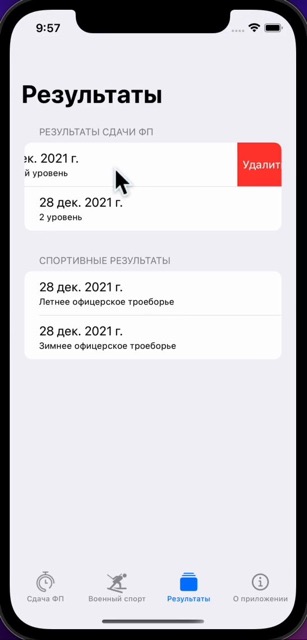 9:57
Результаты
РЕЗУЛЬТАТЫ СДАЧИ ФП
ек. 2021 г.
й уровень
Удалит
28 дек. 2021 г.
2 уровень
СПОРТИВНЫЕ РЕЗУЛЬТАТЫ
28 дек. 2021 г.
Летнее офицерское троеборье
28 дек. 2021 г.
Зимнее офицерское троеборье
Сдача ФП
Военный спорт
Результаты
О приложении